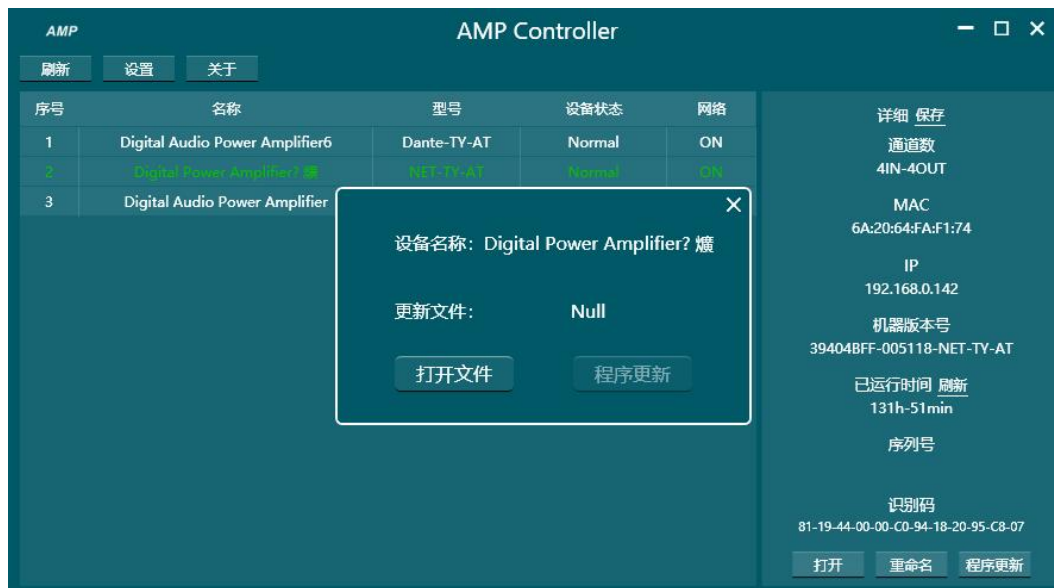 AMP
AMP Controller
刷新 设置 关于
序号 名称 型号 设备状态 网络
1 Digital Audio Power Amplifier6 Dante-TY-AT Normal ON
2 Digital Power Amplifier? 爌 NET-TY-AT Normal ON
3 Digital Audio Power Amplifier
设备名称：Digital Power Amplifier? 爌
更新文件： Null
打开文件 程序更新
详细 保存
通道数
4IN-4OUT
MAC
6A:20:64:FA:F1:74
IP
192.168.0.142
机器版本号
39404BFF-005118-NET-TY-AT
已运行时间 刷新
131h-51min
序列号
识别码
81-19-44-00-00-C0-94-18-20-95-C8-07
打开 重命名 程序更新